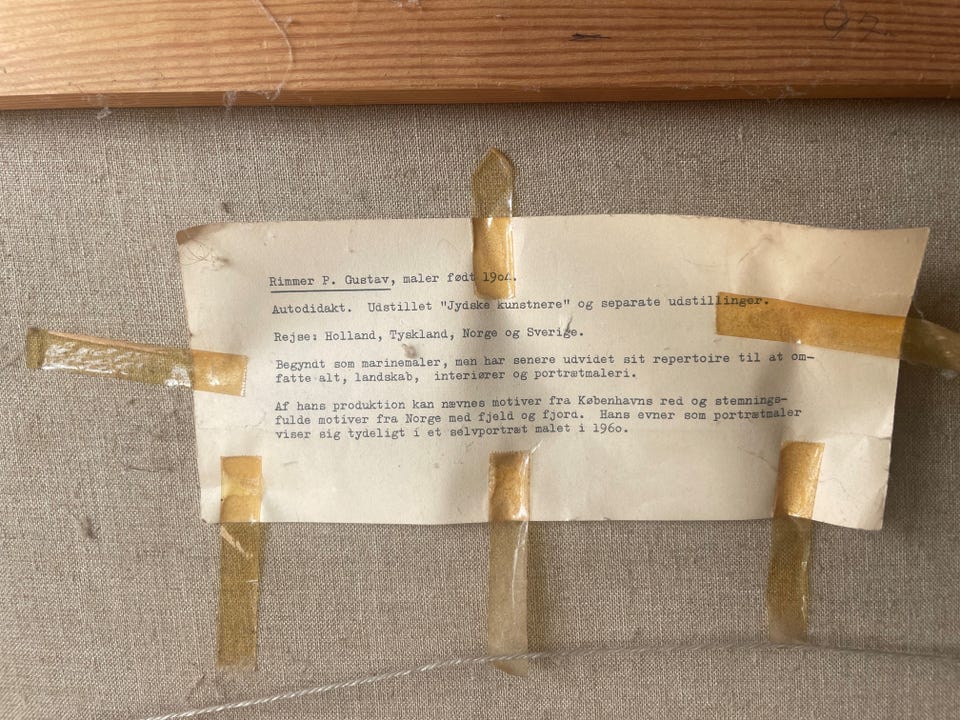 Rimmer P. Gustav, maler født
Autodidakt. Udstillet "Jydske kunstnere" og separate udstillinger.
Rejse: Holland, Tyskland, Norge og Sverige.
Begyndt som marinemaler, men har senere udvidet sit repertoire til at om-
fatte alt, landskab, interiører og portrætmaleri.
Af hans produktion kan nævnes motiver fra Københavns red og stemnings-
fulde motiver fra Norge med fjeld og fjord. Hans evner som portrætmaler
viser sig tydeligt i et selvportræt malet i 1960.